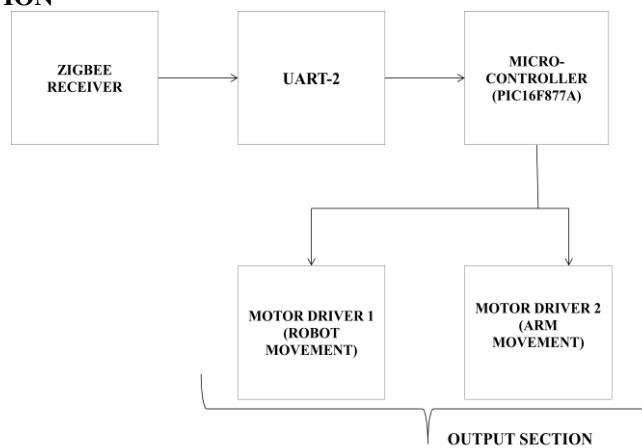 ION
ZIGBEE
RECEIVER
UART-2
MICRO-
CONTROLLER
(PIC16F877A)
MOTOR DRIVER 1
(ROBOT
MOVEMENT)
MOTOR DRIVER 2
(ARM
MOVEMENT)
OUTPUT SECTION